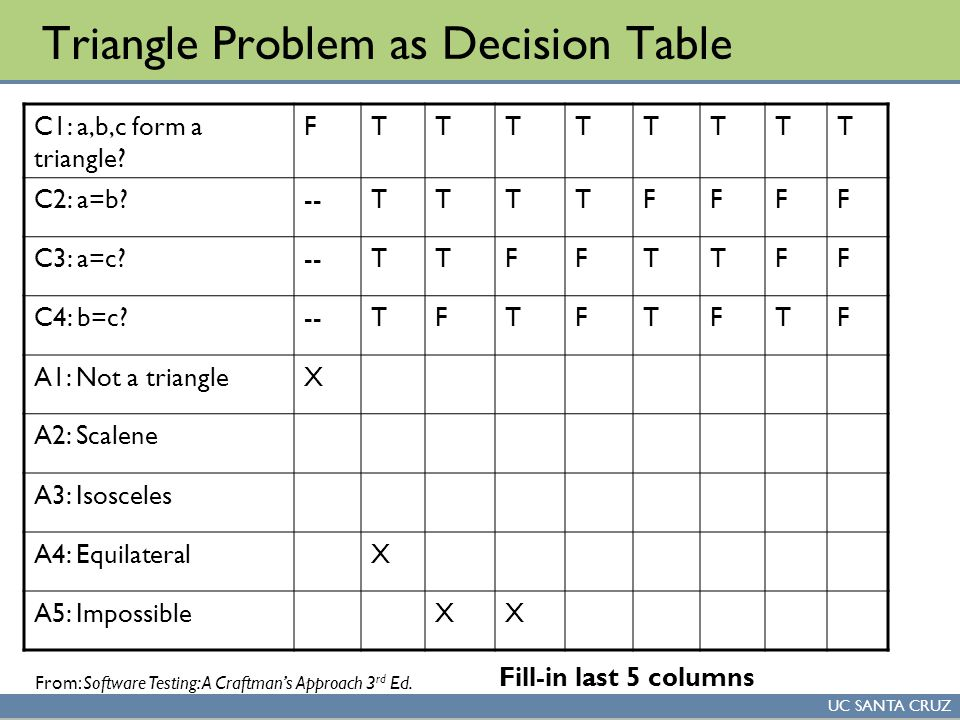 Triangle Problem as Decision Table
C1: a,b,c form a triangle? F T T T T T T T T
C2: a=b? -- T T T T F F F F
C3: a=c? -- T T F F T T F F
C4: b=c? -- T F T F T F T F
A1: Not a triangle X
A2: Scalene
A3: Isosceles
A4: Equilateral X
A5: Impossible X X
Fill-in last 5 columns
From: Software Testing: A Craftman's Approach 3rd Ed.
UC SANTA CRUZ